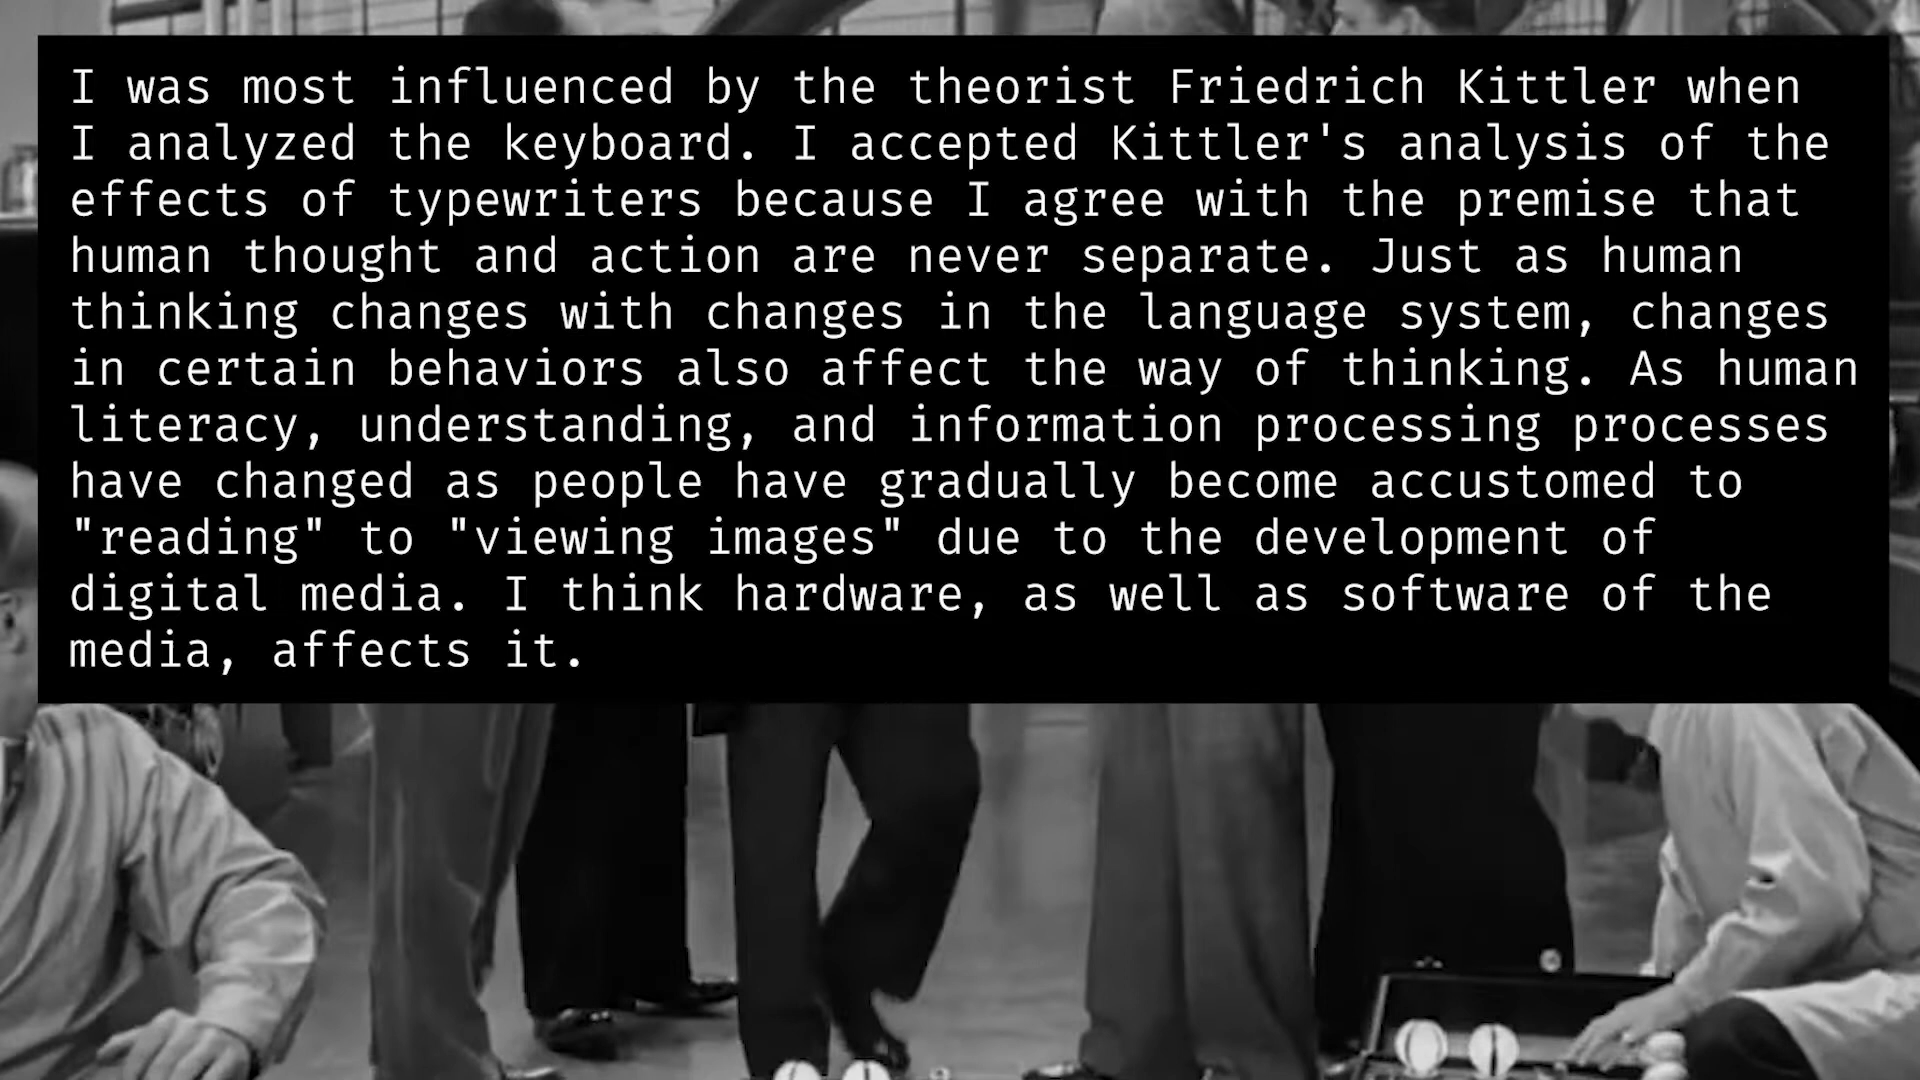 I was most influenced by the theorist Friedrich Kittler when
I analyzed the keyboard. I accepted Kittler's analysis of the
effects of typewriters because I agree with the premise that
human thought and action are never separate. Just as human
thinking changes with changes in the language system, changes
in certain behaviors also affect the way of thinking. As human
literacy, understanding, and information processing processes
have changed as people have gradually become accustomed to
"reading" to "viewing images" due to the development of
digital media. I think hardware, as well as software of the
media, affects it.